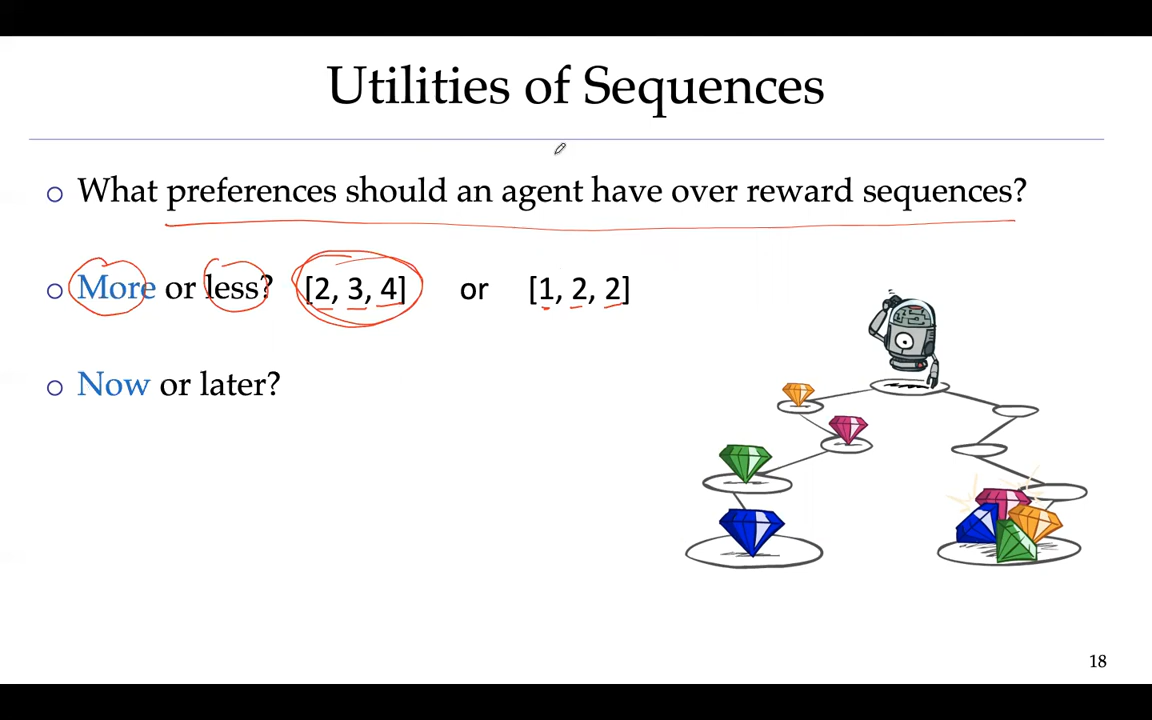 Utilities of Sequences
What preferences should an agent have over reward sequences?
More or less? [2, 3, 4] or [1, 2, 2]
Now or later?
18